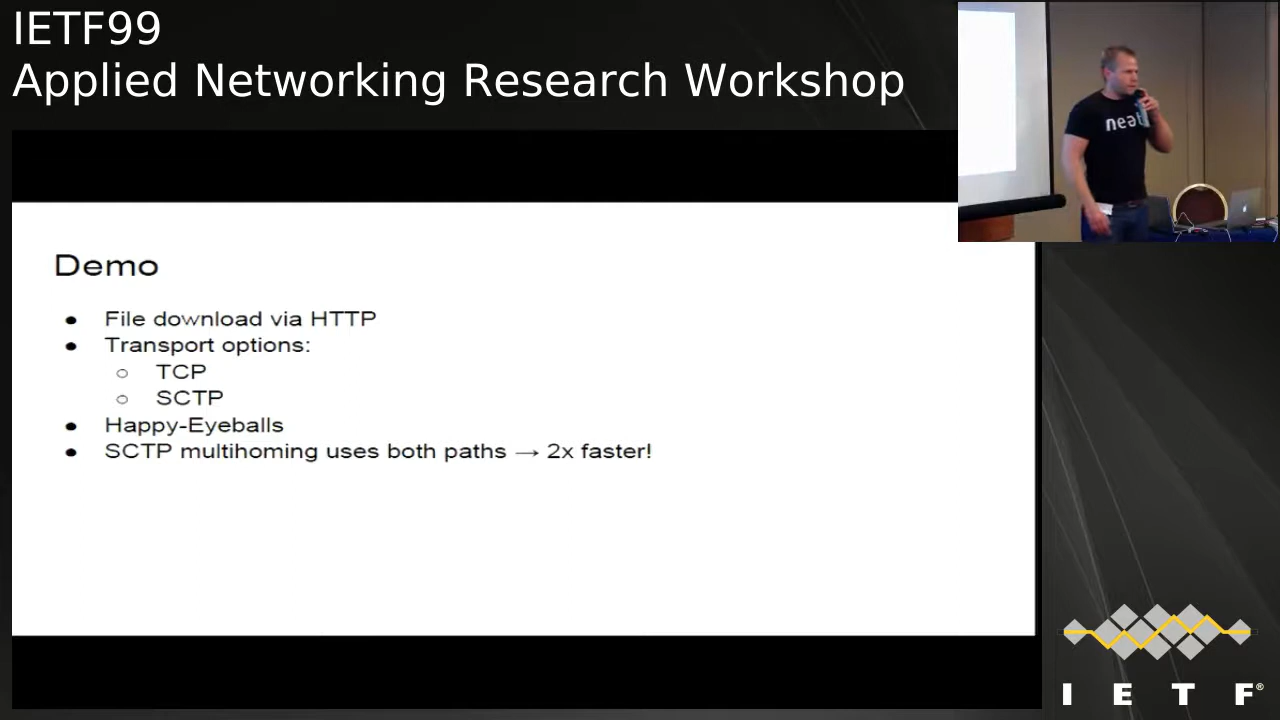 IETF99
Applied Networking Research Workshop
neat
Demo
● File download via HTTP
● Transport options:
○ TCP
○ SCTP
● Happy-Eyeballs
● SCTP multihoming uses both paths → 2x faster!
I E T F®